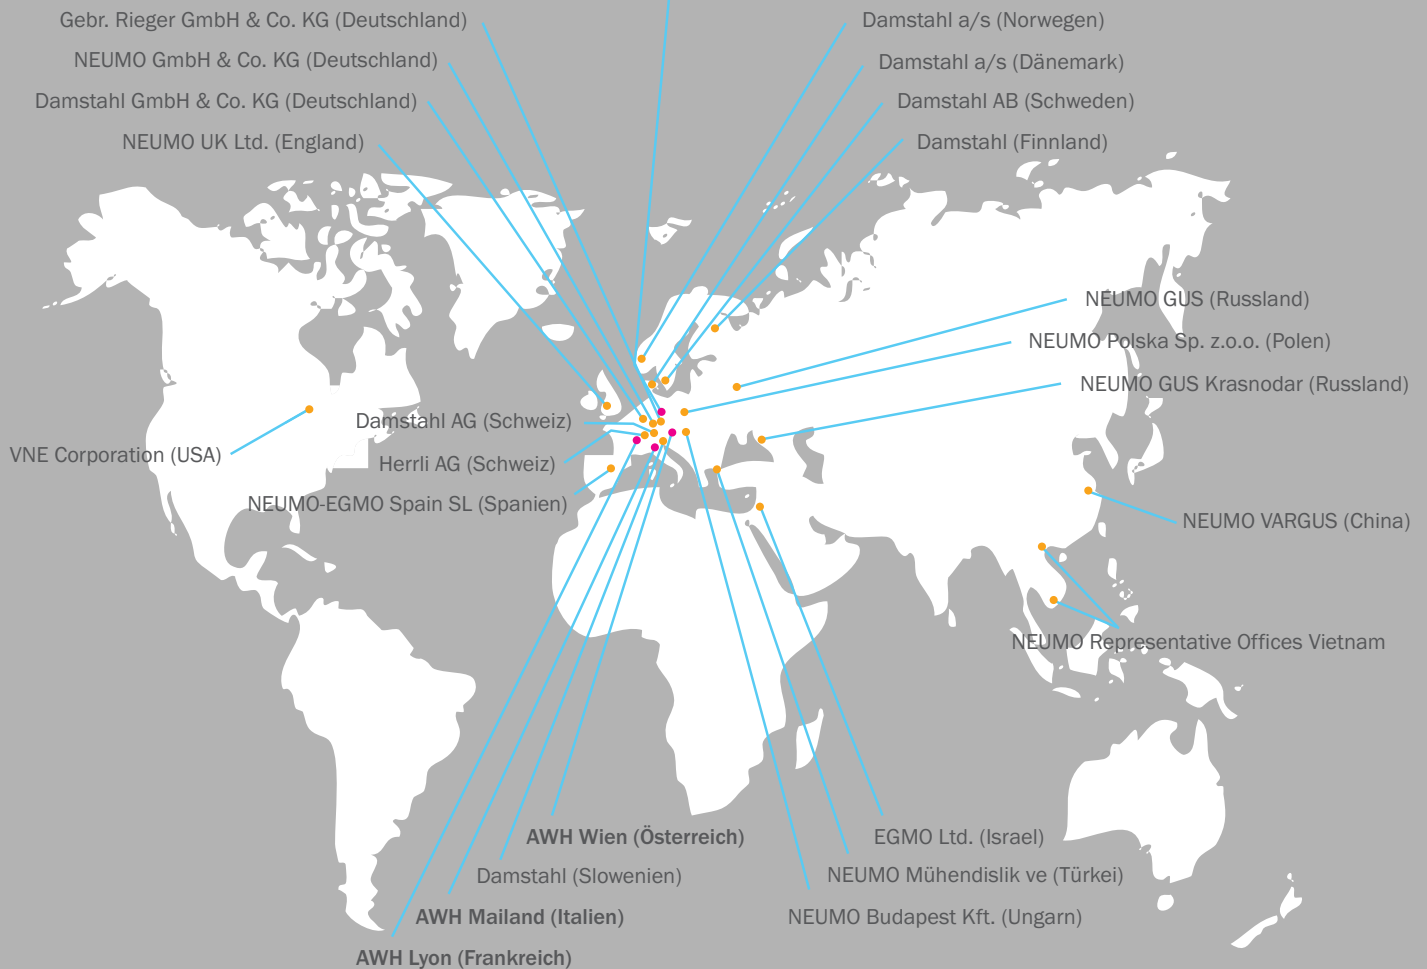 Gebr. Rieger GmbH & Co. KG (Deutschland)
NEUMO GmbH & Co. KG (Deutschland)
Damstahl GmbH & Co. KG (Deutschland)
NEUMO UK Ltd. (England)
Damstahl a/s (Norwegen)
Damstahl a/s (Dänemark)
Damstahl AB (Schweden)
Damstahl (Finnland)
NEUMO GUS (Russland)
NEUMO Polska Sp. z.o.o. (Polen)
NEUMO GUS Krasnodar (Russland)
Damstahl AG (Schweiz)
VNE Corporation (USA)
Herrli AG (Schweiz)
NEUMO-EGMO Spain SL (Spanien)
NEUMO VARGUS (China)
NEUMO Representative Offices Vietnam
AWH Wien (Österreich)
Damstahl (Slowenien)
AWH Mailand (Italien)
AWH Lyon (Frankreich)
EGMO Ltd. (Israel)
NEUMO Mühendislik ve (Türkei)
NEUMO Budapest Kft. (Ungarn)